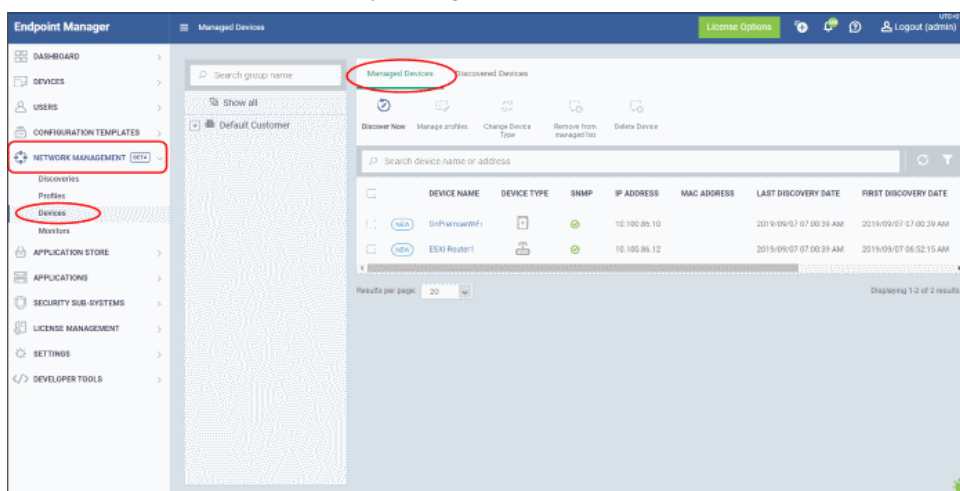 Endpoint Manager
Managed Devices
License Options
UTC+0
Logout (admin)
DASHBOARD
DEVICES
USERS
CONFIGURATION TEMPLATES
NETWORK MANAGEMENT BETA
Discoveries
Profiles
Devices
Monitors
APPLICATION STORE
APPLICATIONS
SECURITY SUB-SYSTEMS
LICENSE MANAGEMENT
SETTINGS
DEVELOPER TOOLS
Search group name
Show all
Default Customer
Managed Devices
Discovered Devices
Discover Now
Manage profiles
Change Device Type
Remove from managed list
Delete Device
Search device name or address
DEVICE NAME DEVICE TYPE SNMP IP ADDRESS MAC ADDRESS LAST DISCOVERY DATE FIRST DISCOVERY DATE
NEW 10.100.86.10 2019/09/07 07:00:39 AM 2019/09/07 07:00:39 AM
NEW ESXI Router1 10.100.86.12 2019/09/07 07:00:39 AM 2019/09/07 06:52:15 AM
Results per page: 20
Displaying 1-2 of 2 results